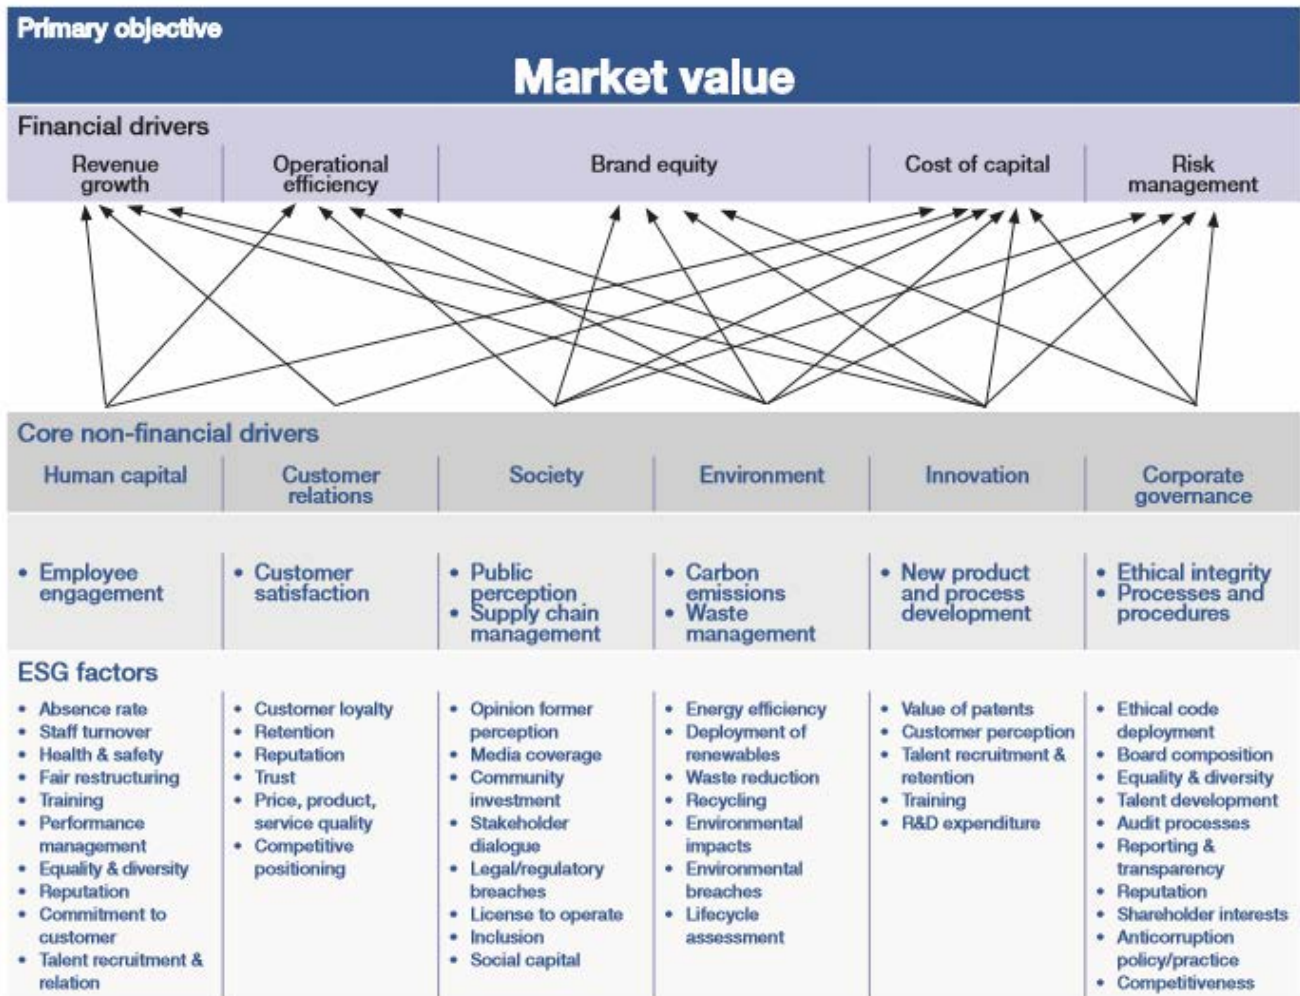 Primary objective
Market value
Financial drivers
Revenue
growth
Operational
efficiency
Brand equity
Cost of capital
Risk
management
Core non-financial drivers
Human capital
Customer
relations
Society
Environment
Innovation
Corporate
governance
• Employee
engagement
• Customer
satisfaction
• Public
perception
• Supply chain
management
• Carbon
emissions
• Waste
management
• New product
and process
development
• Ethical integrity
• Processes and
procedures
ESG factors
• Absence rate
• Staff turnover
• Health & safety
• Fair restructuring
• Training
• Performance
management
• Equality & diversity
• Reputation
• Commitment to
customer
• Talent recruitment &
relation
• Customer loyalty
• Retention
• Reputation
• Trust
• Price, product,
service quality
• Competitive
positioning
• Opinion former
perception
• Media coverage
• Community
investment
• Stakeholder
dialogue
• Legal/regulatory
breaches
• License to operate
• Inclusion
• Social capital
• Energy efficiency
• Deployment of
renewables
• Waste reduction
• Recycling
• Environmental
impacts
• Environmental
breaches
• Lifecycle
assessment
• Value of patents
• Customer perception
• Talent recruitment &
retention
• Training
• R&D expenditure
• Ethical code
deployment
• Board composition
• Equality & diversity
• Talent development
• Audit processes
• Reporting &
transparency
• Reputation
• Shareholder interests
• Anticorruption
policy/practice
• Competitiveness